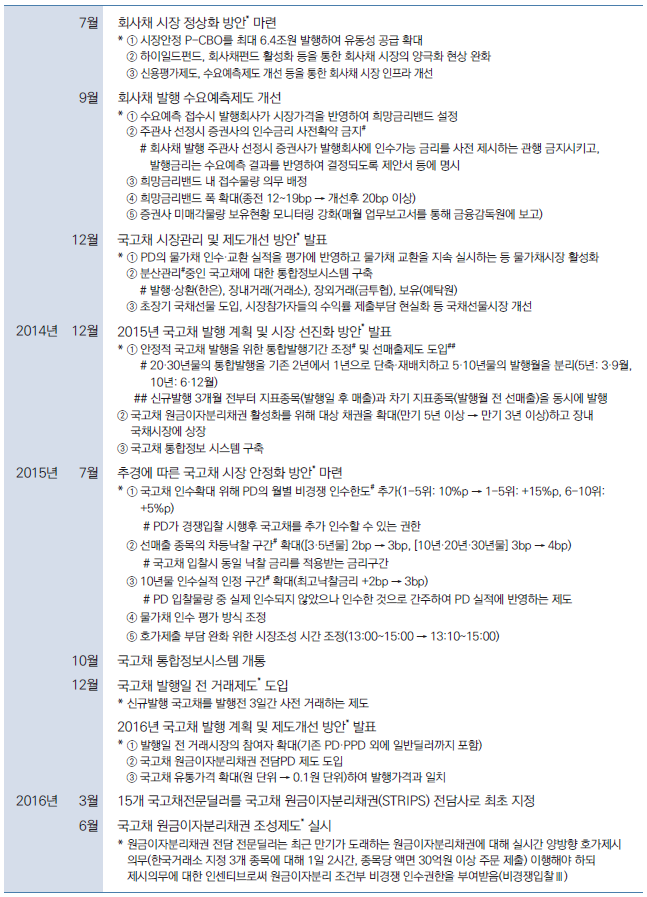 7월 회사채 시장 정상화 방안* 마련
* ① 시장안정 P-CBO를 최대 6.4조원 발행하여 유동성 공급 확대
② 하이일드펀드, 회사채펀드 활성화 등을 통한 회사채 시장의 양극화 현상 완화
③ 신용평가제도, 수요예측제도 개선 등을 통한 회사채 시장 인프라 개선
9월 회사채 발행 수요예측제도 개선
* ① 수요예측 접수시 발행회사가 시장가격을 반영하여 희망금리밴드 설정
② 주관사 선정시 증권사의 인수금리 사전확약 금지#
# 회사채 발행 주관사 선정시 증권사가 발행회사에 인수가능 금리를 사전 제시하는 관행 금지시키고,
발행금리는 수요예측 결과를 반영하여 결정되도록 제안서 등에 명시
③ 희망금리밴드 내 접수물량 의무 배정
④ 희망금리밴드 폭 확대(종전 12~19bp → 개선후 20bp 이상)
⑤ 증권사 미매각물량 보유현황 모니터링 강화(매월 업무보고서를 통해 금융감독원에 보고)
12월 국고채 시장관리 및 제도개선 방안* 발표
* ① PD의 물가채 인수·교환 실적을 평가에 반영하고 물가채 교환을 지속 실시하는 등 물가채시장 활성화
② 분산관리#중인 국고채에 대한 통합정보시스템 구축
# 발행·상환(한은), 장내거래(거래소), 장외거래(금투협), 보유(예탁원)
③ 초장기 국채선물 도입, 시장참가자들의 수익률 제출부담 현실화 등 국채선물시장 개선
2014년 12월 2015년 국고채 발행 계획 및 시장 선진화 방안* 발표
* ① 안정적 국고채 발행을 위한 통합발행기간 조정# 및 선매출제도 도입##
# 20·30년물의 통합발행을 기존 2년에서 1년으로 단축·재배치하고 5·10년물의 발행월을 분리(5년: 3·9월,
10년: 6·12월)
## 신규발행 3개월 전부터 지표종목(발행일 후 매출)과 차기 지표종목(발행월 전 선매출)을 동시에 발행
② 국고채 원금이자분리채권 활성화를 위해 대상 채권을 확대(만기 5년 이상 → 만기 3년 이상)하고 장내
국채시장에 상장
③ 국고채 통합정보 시스템 구축
2015년 7월 추경에 따른 국고채 시장 안정화 방안* 마련
* ① 국고채 인수확대 위해 PD의 월별 비경쟁 인수한도# 추가(1-5위: 10%p → 1-5위: +15%, 6-10위:
+5%p)
# PD가 경쟁입찰 시행후 국고채를 추가 인수할 수 있는 권한
② 선매출 종목의 차등낙찰 구간# 확대([3·5년물] 2bp → 3bp, [10년·20년·30년물] 3bp → 4bp)
# 국고채 입찰시 동일 낙찰 금리를 적용받는 금리구간
③ 10년물 인수실적 인정 구간# 확대(최고낙찰금리 +2bp → 3bp)
# PD 입찰물량 중 실제 인수되지 않았으나 인수한 것으로 간주하여 PD 실적에 반영하는 제도
④ 물가채 인수 평가 방식 조정
⑤ 호가제출 부담 완화 위한 시장조성 시간 조정(13:00~15:00 → 13:10~15:00)
10월 국고채 통합정보시스템 개통
12월 국고채 발행일 전 거래제도* 도입
* 신규발행 국고채를 발행전 3일간 사전 거래하는 제도
2016년 국고채 발행 계획 및 제도개선 방안* 발표
* ① 발행일 전 거래시장의 참여자 확대(기존 PD·PPD 외에 일반딜러까지 포함)
② 국고채 원금이자분리채권 전담PD 제도 도입
③ 국고채 유통가격 확대(원 단위 → 0.1원 단위)하여 발행가격과 일치
2016년 3월 15개 국고채전문딜러를 국고채 원금이자분리채권(STRIPS) 전담사로 최초 지정
6월 국고채 원금이자분리채권 조성제도* 실시
* 원금이자분리채권 전담 전문딜러는 최근 만기가 도래하는 원금이자분리채권에 대해 실시간 양방향 호가제시
의무(한국거래소 지정 3개 종목에 대해 1일 2시간, 종목당 액면 30억원 이상 주문 제출) 이행해야 하되
제시의무에 대한 인센티브로써 원금이자분리 조건부 비경쟁 인수권한을 부여받음(비경쟁입찰Ⅲ)